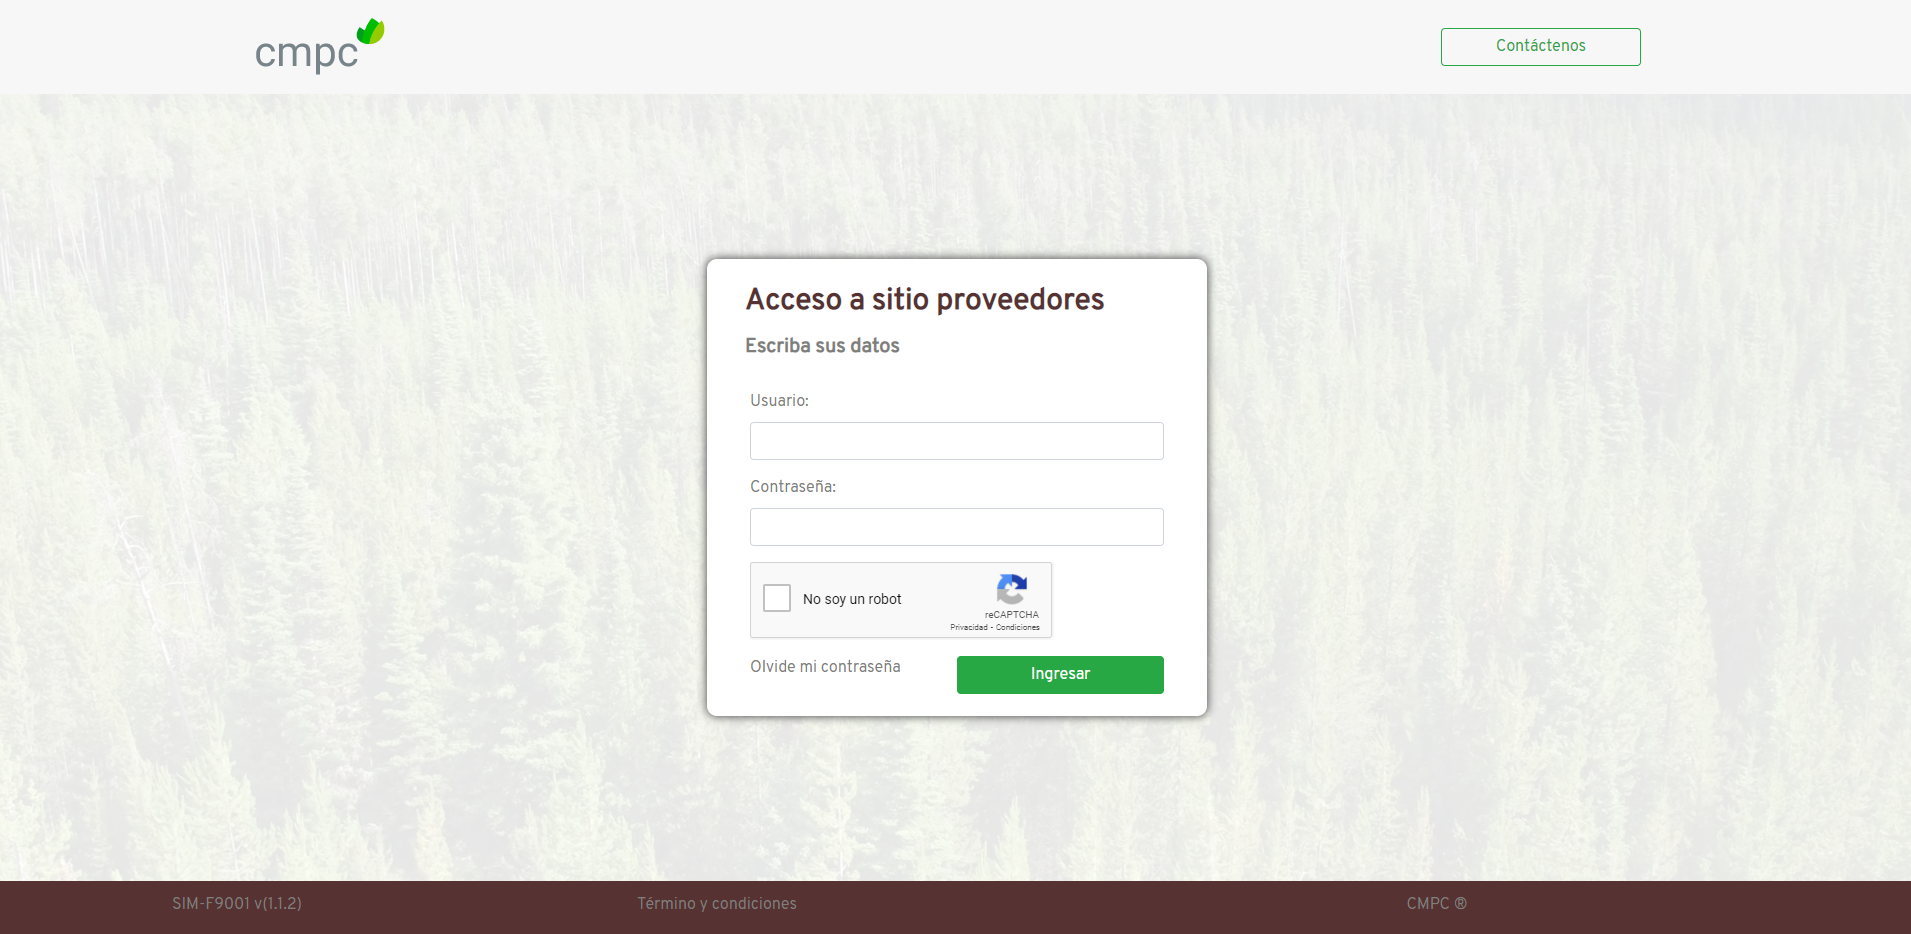 cmpc
Contáctenos
Acceso a sitio proveedores
Escriba sus datos
Usuario:
Contraseña:
No soy un robot
reCAPTCHA
Privacidad - Condiciones
Olvide mi contraseña
Ingresar
SIM-F9001 v(1.1.2)
Término y condiciones
CMPC ®